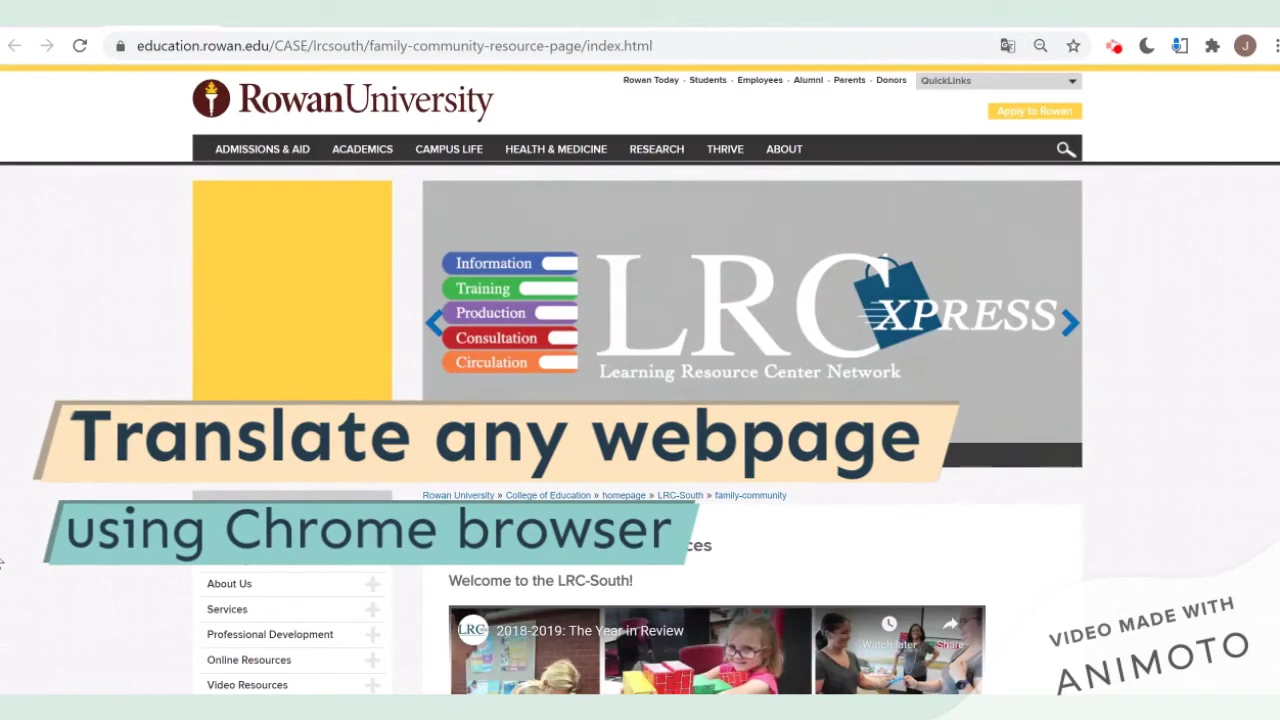 education.rowan.edu/CASE/lrcsouth/family-community-resource-page/index.html
J
Rowan Today - Students - Employees - Alumni - Parents - Donors
QuickLinks
RowanUniversity
Apply to Rowan
ADMISSIONS & AID ACADEMICS CAMPUS LIFE HEALTH & MEDICINE RESEARCH THRIVE ABOUT
Information
Training
Production
Consultation
Circulation
LRC XPRESS
Learning Resource Center Network
Translate any webpage
using Chrome browser
Rowan University » College of Education » homepage » LRC-South » family-community
ces
Welcome to the LRC-South!
About Us
Services
Professional Development
Online Resources
Video Resources
LRC 2018-2019: The Year in Review
Watch later Share
VIDEO MADE WITH
ANIMOTO